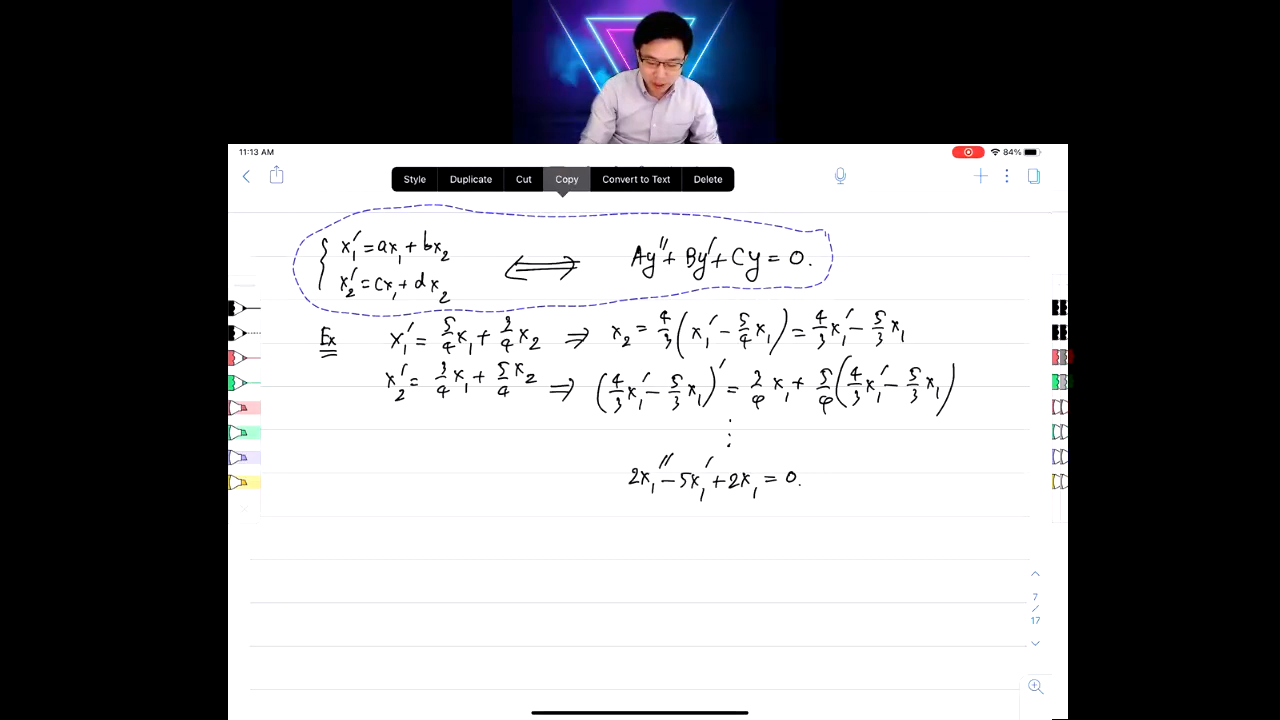 11:13 AM
84%
Style Duplicate Cut Copy Convert to Text Delete
x₁′ = ax₁ + bx₂
x₂′ = cx₁ + dx₂
⟺ Ay″ + By′ + Cy = 0.
Ex x₁′ = 5/4 x₁ + 3/4 x₂ ⇒ x₂ = 4/3 (x₁′ − 5/4 x₁) = 4/3 x₁′ − 5/3 x₁
x₂′ = 3/4 x₁ + 5/4 x₂ ⇒ (4/3 x₁′ − 5/3 x₁)′ = 3/4 x₁ + 5/4 (4/3 x₁′ − 5/3 x₁)
⋮
2x₁″ − 5x₁′ + 2x₁ = 0.
7
/
17